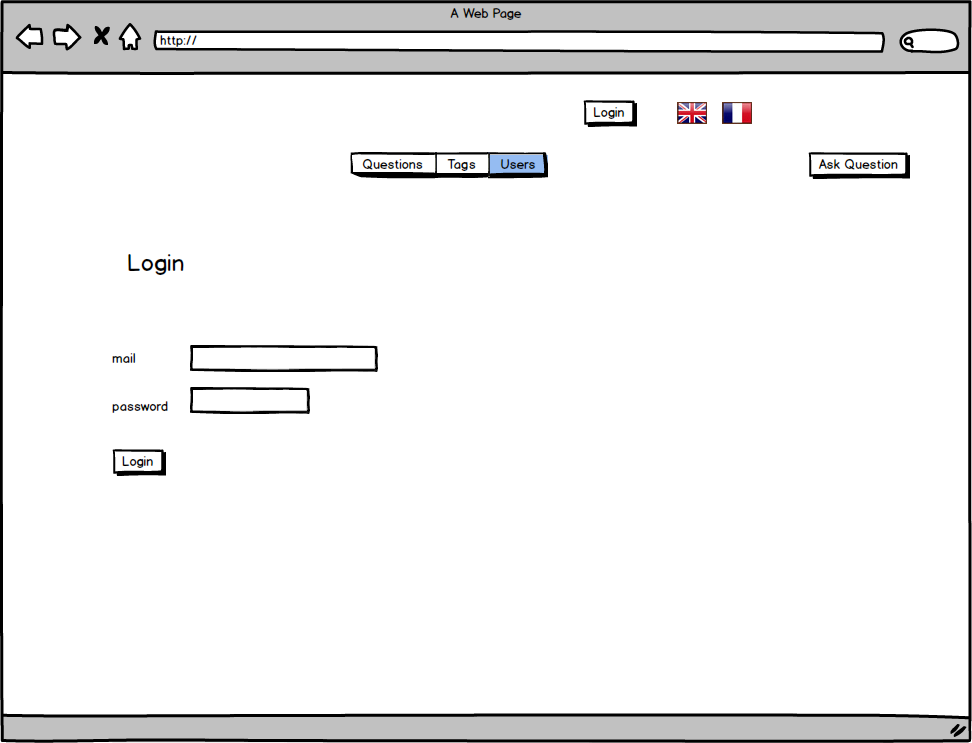 A Web Page
http://
Login
Questions Tags Users Ask Question
Login
mail
password
Login